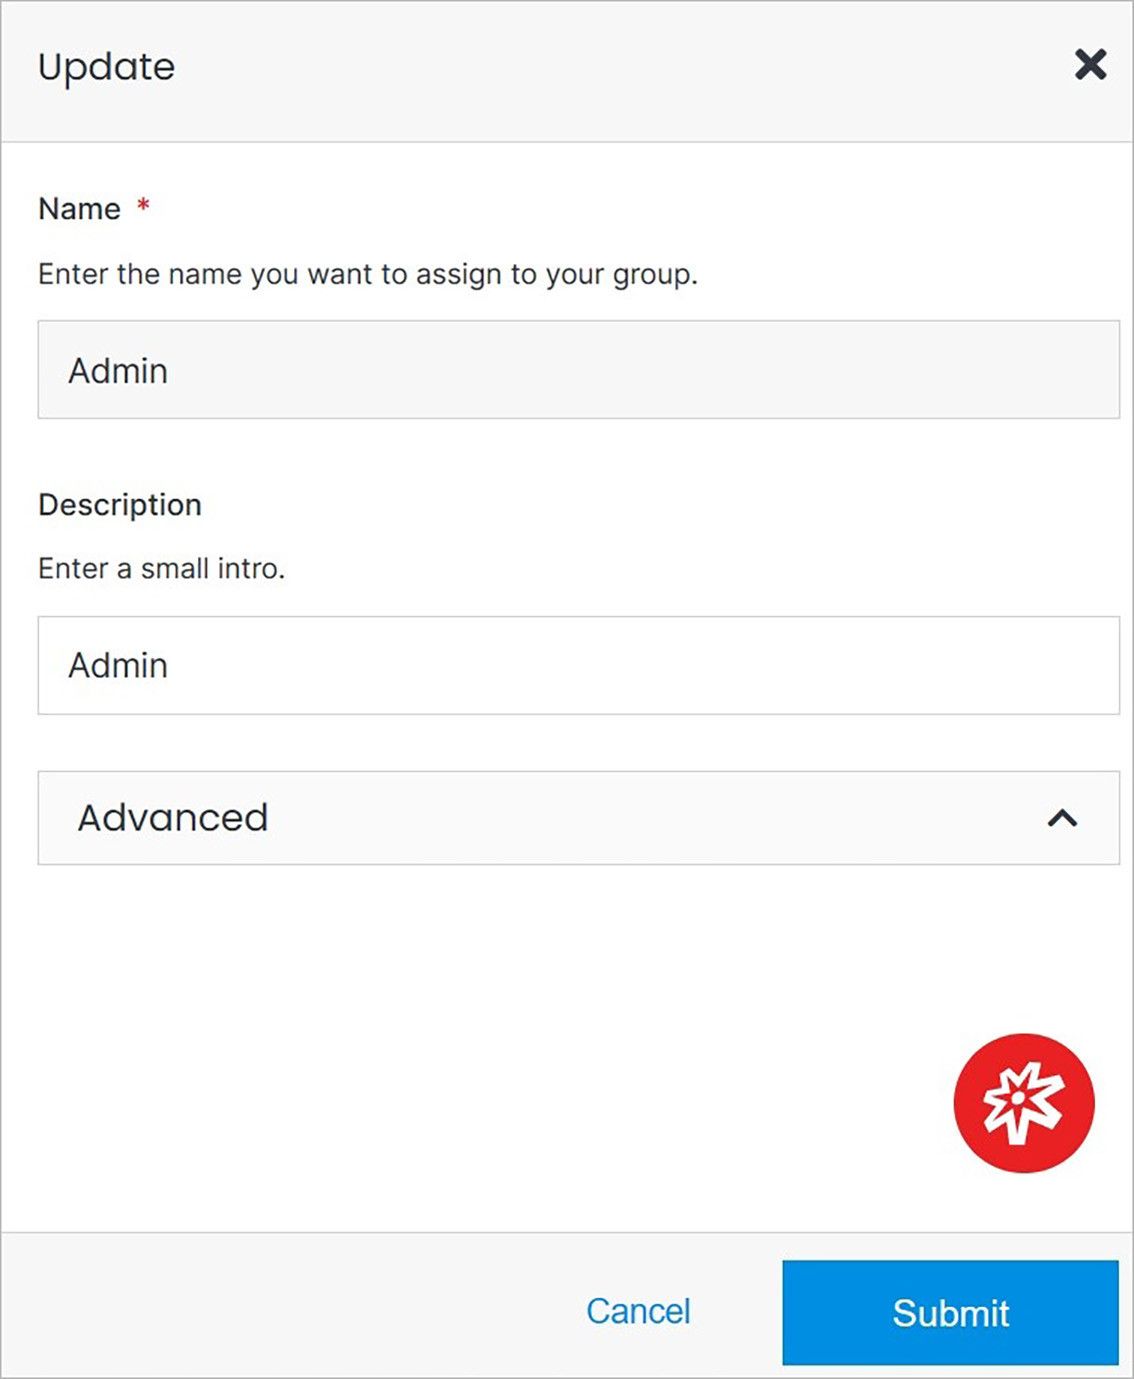 Update
Name *
Enter the name you want to assign to your group.
Admin
Description
Enter a small intro.
Admin
Advanced
Cancel
Submit